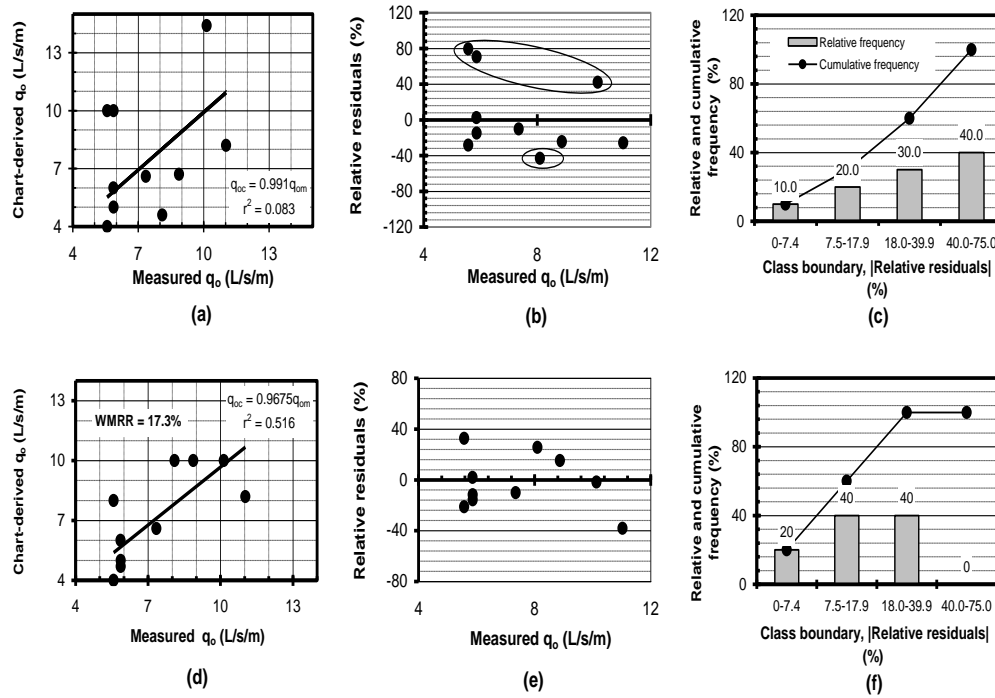 Chart-derived qo (L/s/m)
13
10
7
4
qoc = 0.991qom
r2 = 0.083
4
7
10
13
Measured qo (L/s/m)
(a)
Relative residuals (%)
120
80
40
0
-40
-80
-120
4
8
12
Measured qo (L/s/m)
(b)
Relative and cumulative
frequency (%)
120
80
40
0
Relative frequency
Cumulative frequency
10.0
20.0
30.0
40.0
0-7.4
7.5-17.9
18.0-39.9
40.0-75.0
Class boundary, |Relative residuals|
(%)
(c)
Chart-derived qo (L/s/m)
13
10
7
4
WMRR = 17.3%
qoc = 0.9675qom
r2 = 0.516
4
7
10
13
Measured qo (L/s/m)
(d)
Relative residuals (%)
80
40
0
-40
-80
4
8
12
Measured qo (L/s/m)
(e)
Relative and cumulative
frequency (%)
120
80
40
0
20
40
40
0
0-7.4
7.5-17.9
18.0-39.9
40.0-75.0
Class boundary, |Relative residuals|
(%)
(f)